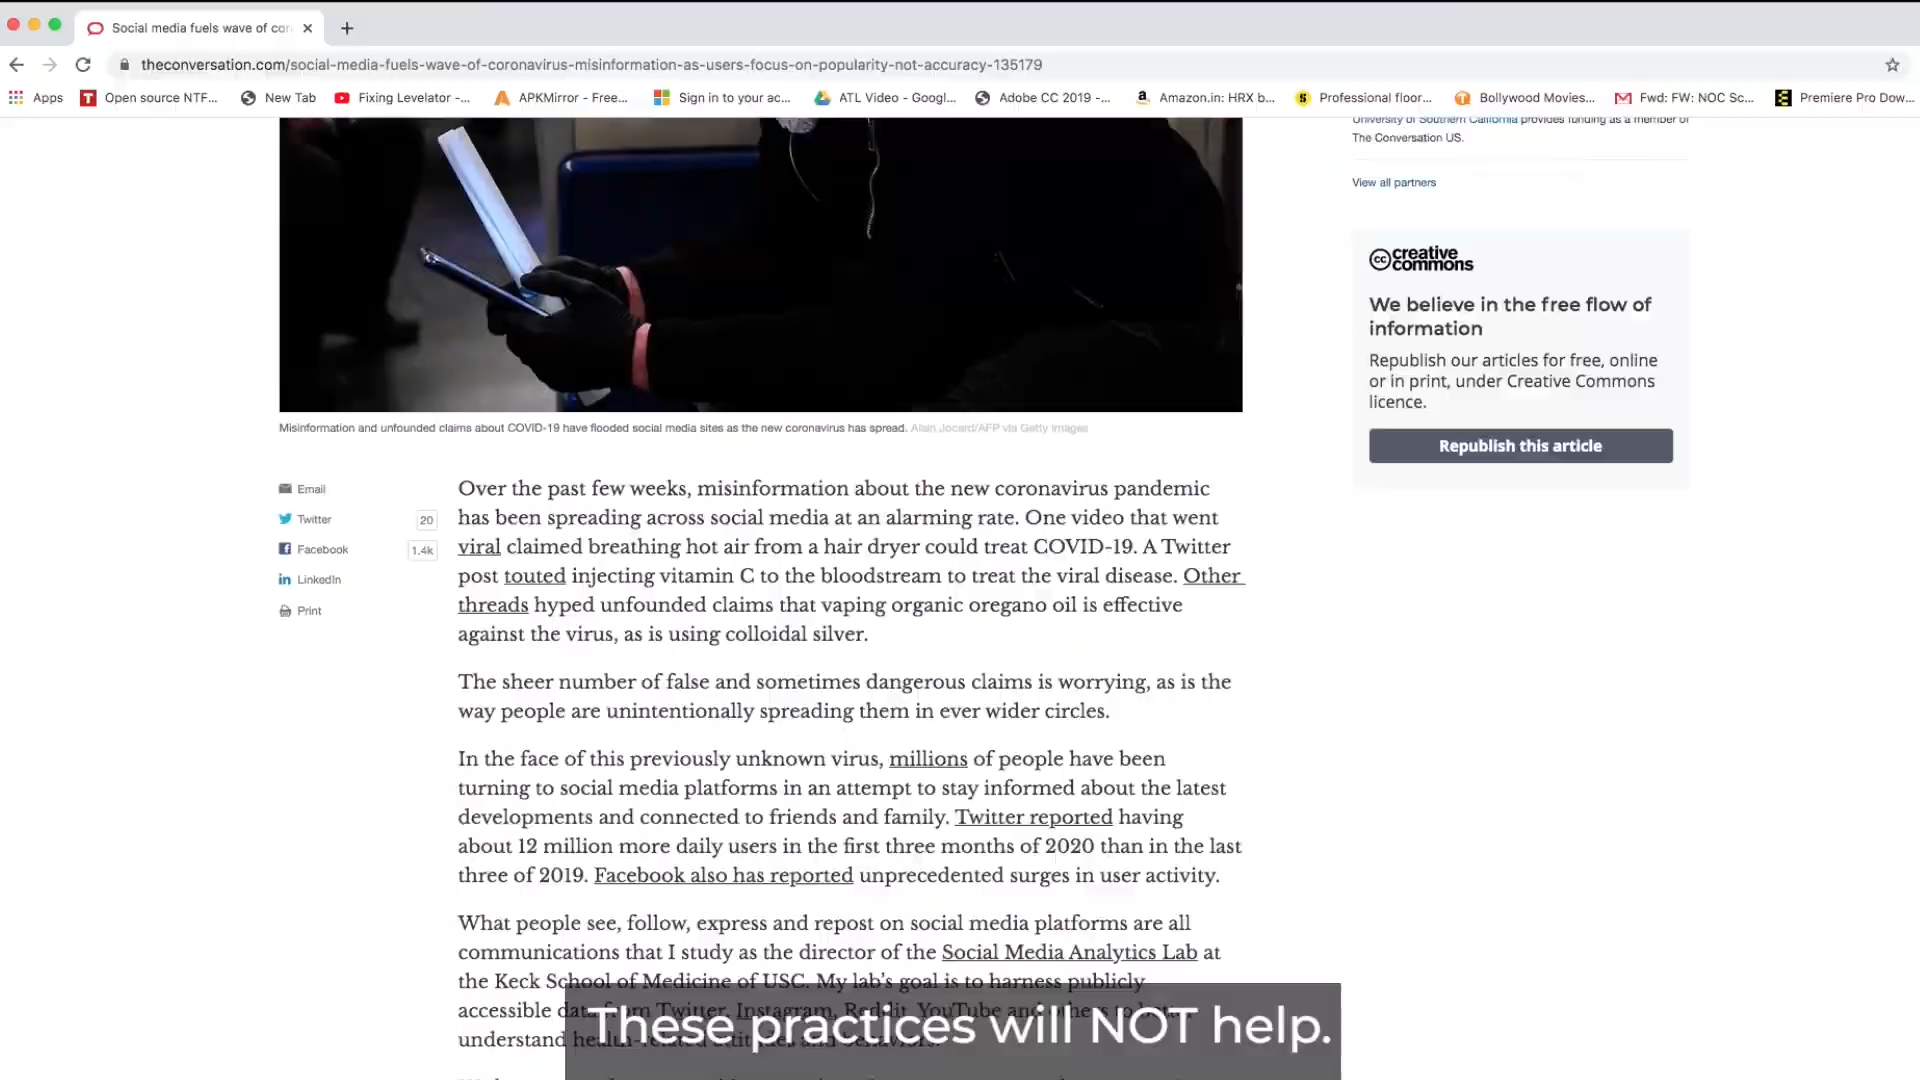 Social media fuels wave of cor
theconversation.com/social-media-fuels-wave-of-coronavirus-misinformation-as-users-focus-on-popularity-not-accuracy-135179
Apps
Open source NTF...
New Tab
Fixing Levelator -...
APKMirror - Free...
Sign in to your ac...
ATL Video - Googl...
Adobe CC 2019 -...
Amazon.in: HRX b...
Professional floor...
Bollywood Movies...
Fwd: FW: NOC Sc...
Premiere Pro Dow...
University of Southern California provides funding as a member of
The Conversation US.
View all partners
creative
commons
We believe in the free flow of
information
Republish our articles for free, online
or in print, under Creative Commons
licence.
Republish this article
Misinformation and unfounded claims about COVID-19 have flooded social media sites as the new coronavirus has spread. Alain Jocard/AFP via Getty Images
Email
Twitter 20
Facebook 1.4k
LinkedIn
Print
Over the past few weeks, misinformation about the new coronavirus pandemic
has been spreading across social media at an alarming rate. One video that went
viral claimed breathing hot air from a hair dryer could treat COVID-19. A Twitter
post touted injecting vitamin C to the bloodstream to treat the viral disease. Other
threads hyped unfounded claims that vaping organic oregano oil is effective
against the virus, as is using colloidal silver.
The sheer number of false and sometimes dangerous claims is worrying, as is the
way people are unintentionally spreading them in ever wider circles.
In the face of this previously unknown virus, millions of people have been
turning to social media platforms in an attempt to stay informed about the latest
developments and connected to friends and family. Twitter reported having
about 12 million more daily users in the first three months of 2020 than in the last
three of 2019. Facebook also has reported unprecedented surges in user activity.
What people see, follow, express and repost on social media platforms are all
communications that I study as the director of the Social Media Analytics Lab at
the Keck School of Medicine of USC. My lab's goal is to harness publicly
accessible data from Twitter, Instagram, Reddit, YouTube and others to
understand
These practices will NOT help.